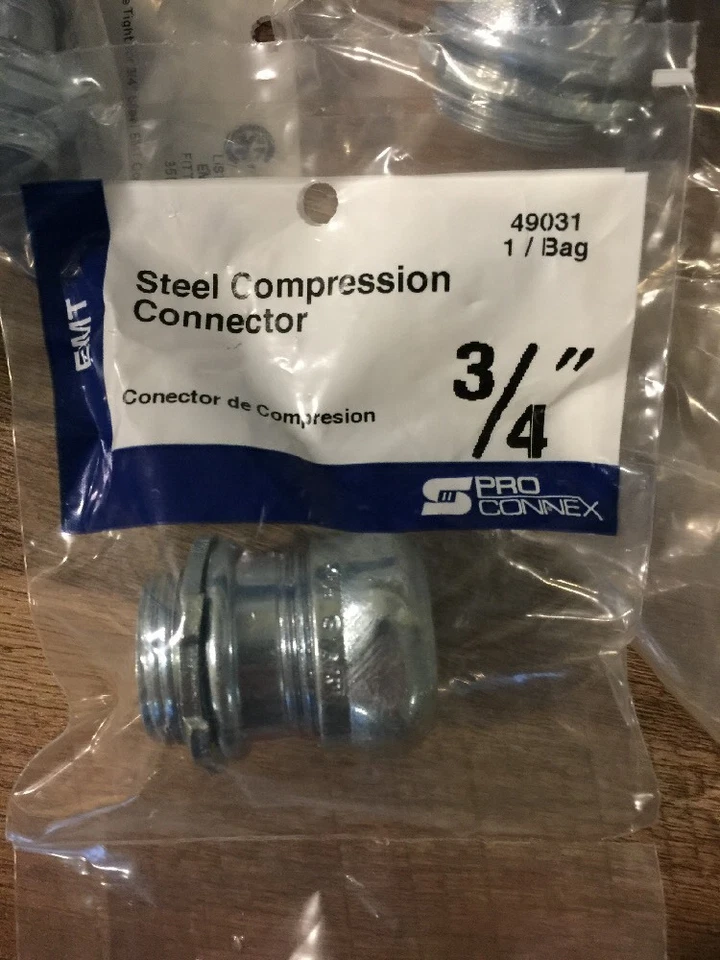 49031
1 / Bag
Steel Compression
Connector
3/4"
Conector de Compresion
EMT
PRO
CONNEX